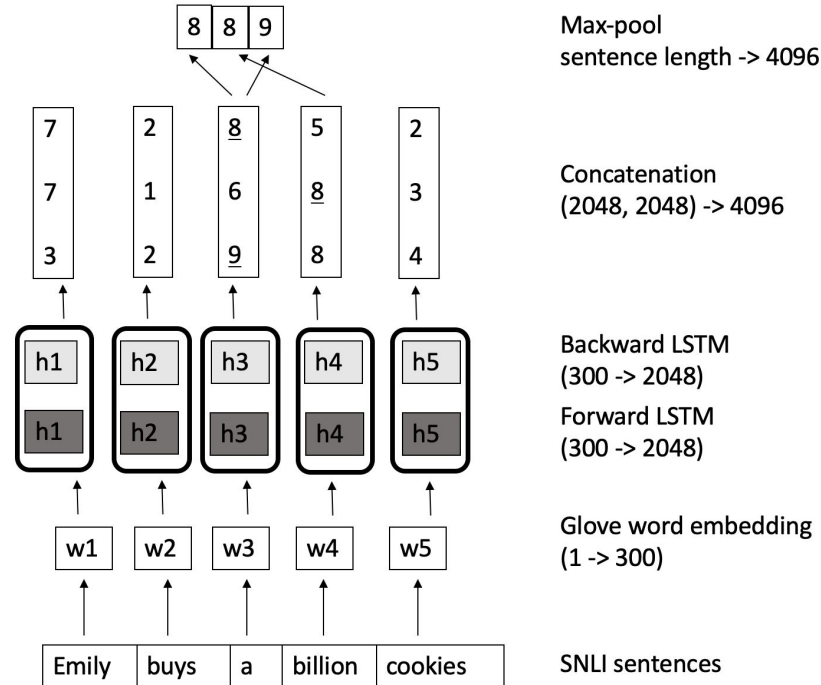 8 8 9
Max-pool
sentence length -> 4096
7 2 8 5 2
7 1 6 8 3
3 2 9 8 4
Concatenation
(2048, 2048) -> 4096
h1 h2 h3 h4 h5
Backward LSTM
(300 -> 2048)
h1 h2 h3 h4 h5
Forward LSTM
(300 -> 2048)
w1 w2 w3 w4 w5
Glove word embedding
(1 -> 300)
Emily buys a billion cookies
SNLI sentences